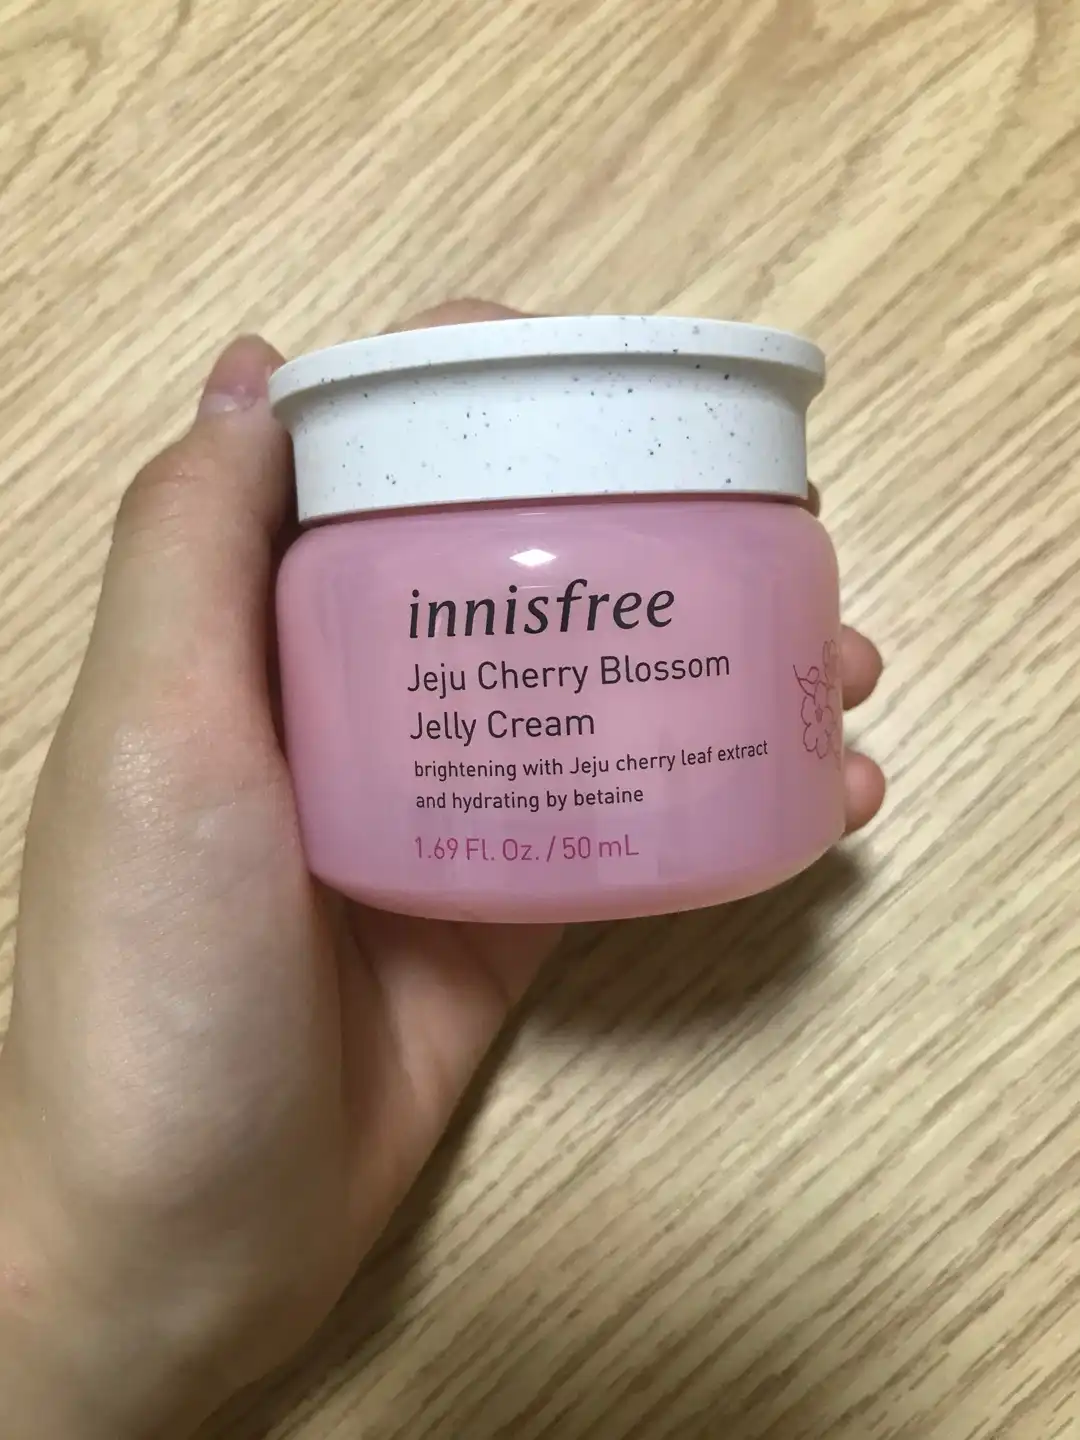 innisfree
Jeju Cherry Blossom
Jelly Cream
brightening with Jeju cherry leaf extract
and hydrating by betaine
1.69 Fl. Oz. / 50 mL